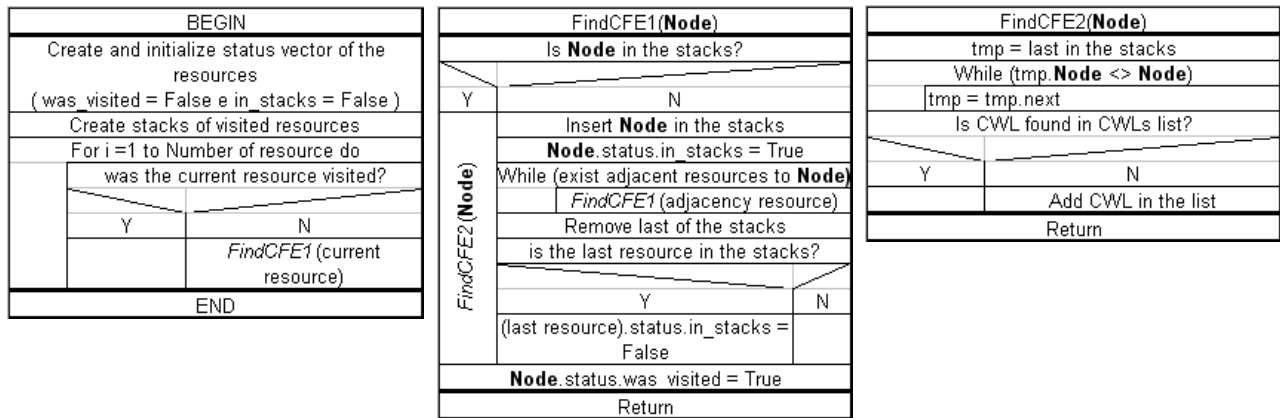 BEGIN
Create and initialize status vector of the
resources
( was_visited = False e in_stacks = False )
Create stacks of visited resources
For i =1 to Number of resource do
was the current resource visited?
Y
N
FindCFE1 (current
resource)
END
FindCFE1(Node)
Is Node in the stacks?
Y
N
FindCFE2(Node)
Insert Node in the stacks
Node.status.in_stacks = True
While (exist adjacent resources to Node)
FindCFE1 (adjacency resource)
Remove last of the stacks
is the last resource in the stacks?
Y
N
(last resource).status.in_stacks =
False
Node.status.was_visited = True
Return
FindCFE2(Node)
tmp = last in the stacks
While (tmp.Node <> Node)
tmp = tmp.next
Is CWL found in CWLs list?
Y
N
Add CWL in the list
Return